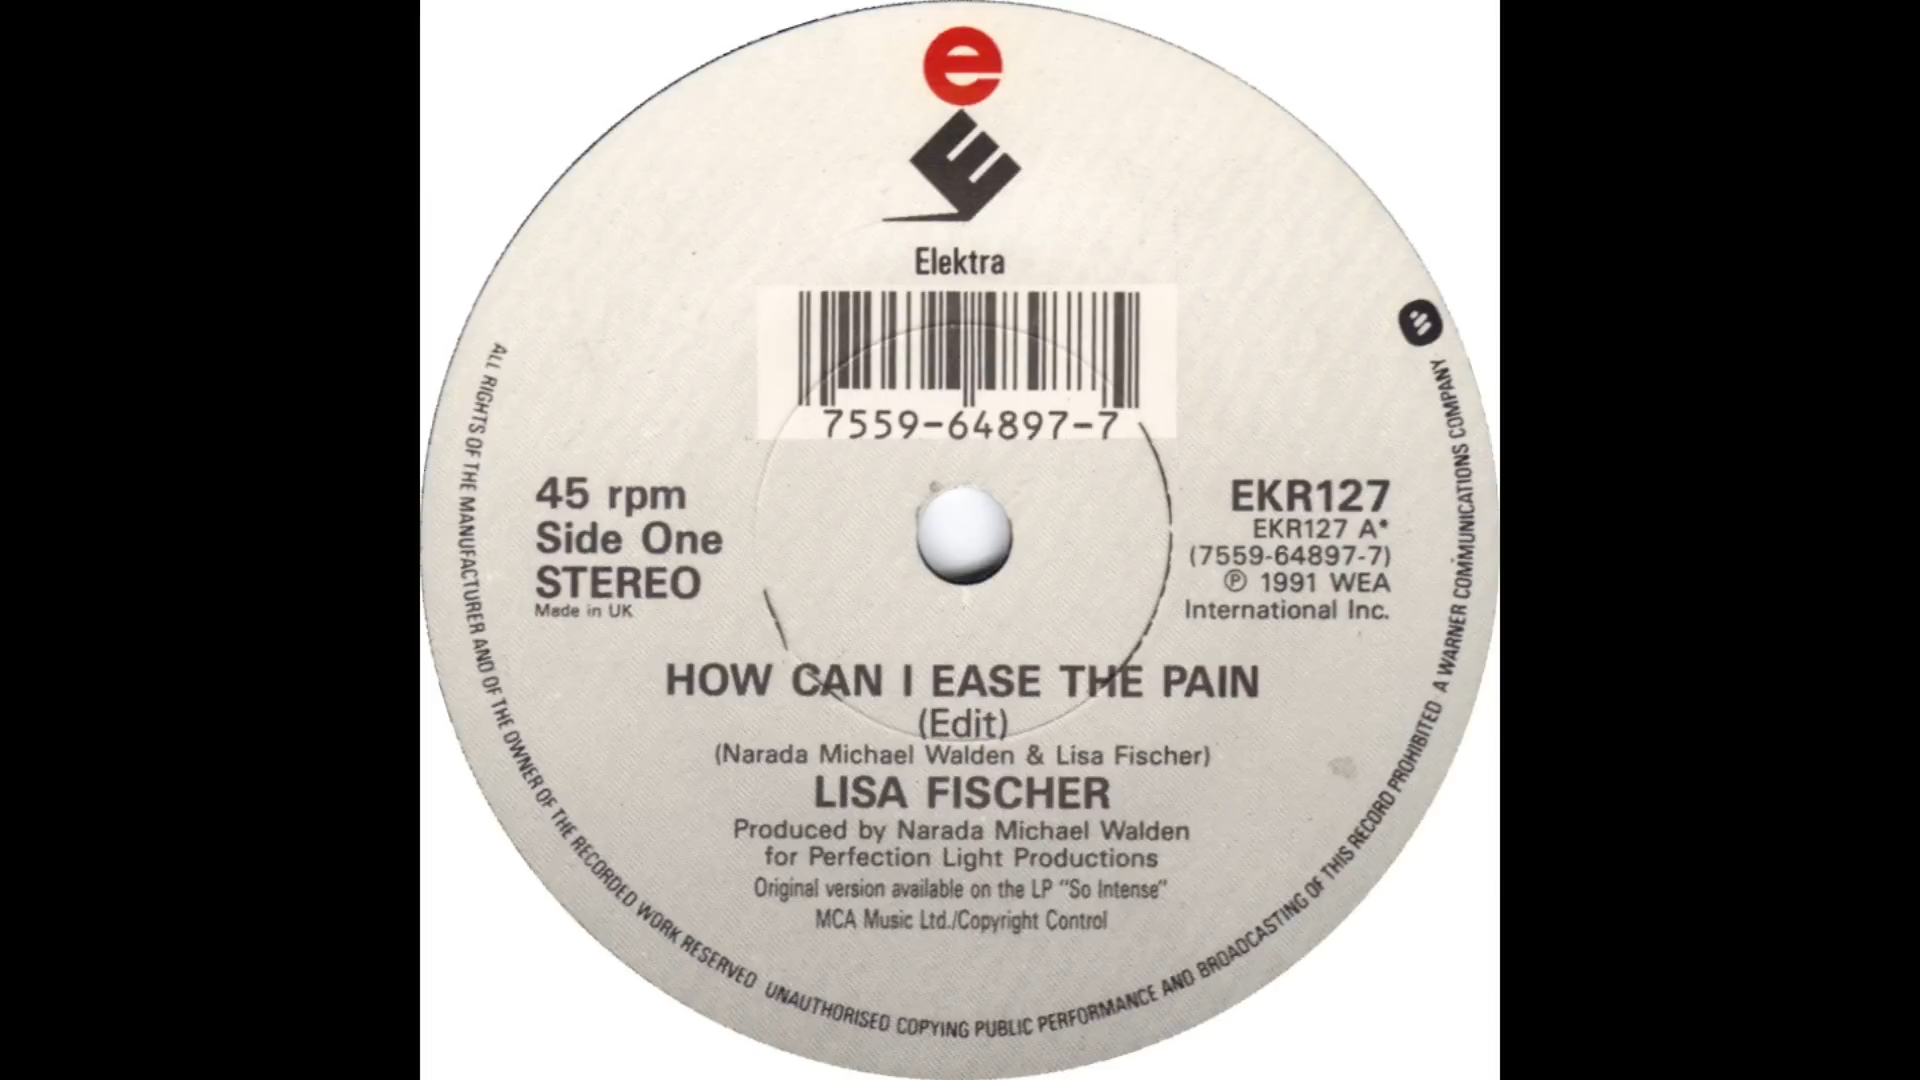 e
Elektra
7559-64897-7
45 rpm
Side One
STEREO
Made in UK
EKR127
EKR127 A*
(7559-64897-7)
℗ 1991 WEA
International Inc.
HOW CAN I EASE THE PAIN
(Edit)
(Narada Michael Walden & Lisa Fischer)
LISA FISCHER
Produced by Narada Michael Walden
for Perfection Light Productions
Original version available on the LP "So Intense"
MCA Music Ltd./Copyright Control
ALL RIGHTS OF THE MANUFACTURER AND OF THE OWNER OF THE RECORDED WORK RESERVED UNAUTHORISED COPYING PUBLIC PERFORMANCE AND BROADCASTING OF THIS RECORD PROHIBITED · A WARNER COMMUNICATIONS COMPANY